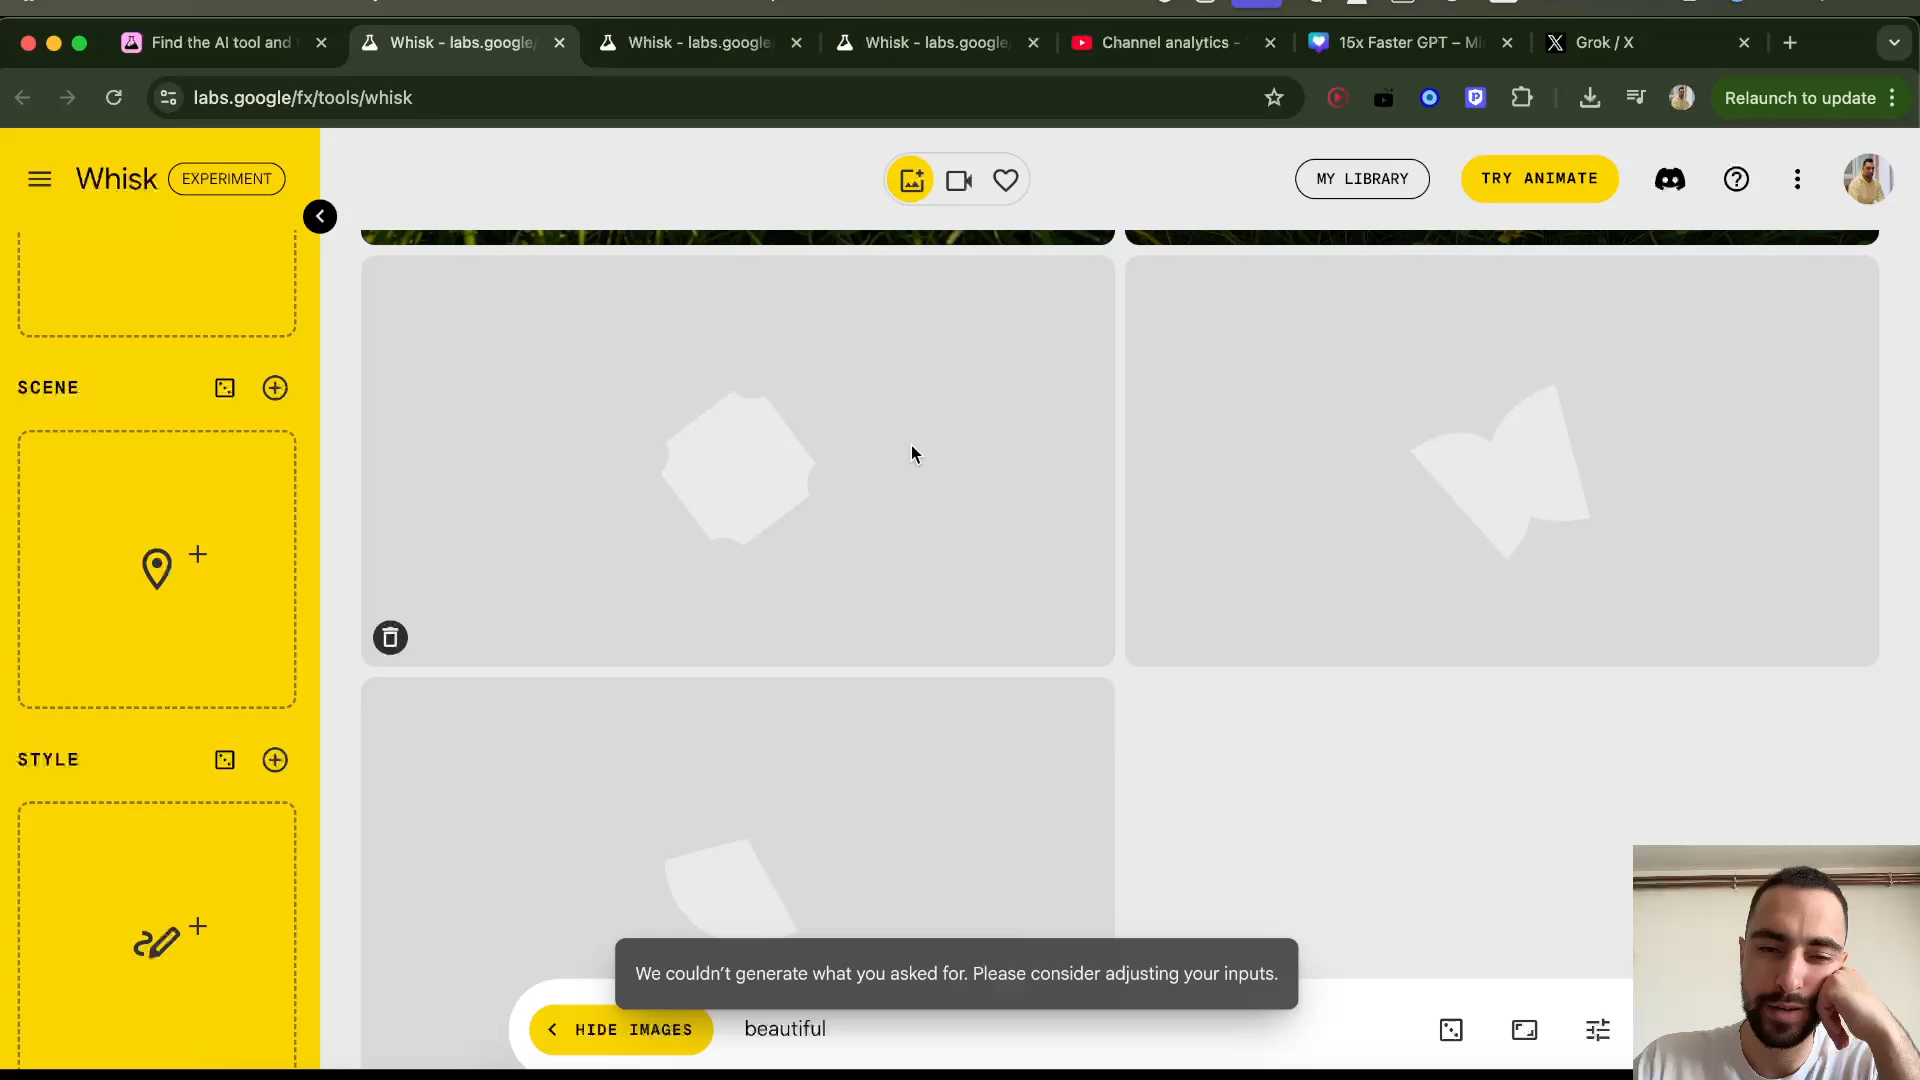 Find the AI tool and
Whisk - labs.google/
Whisk - labs.google
Whisk - labs.google
Channel analytics -
15x Faster GPT – Mi
Grok / X
labs.google/fx/tools/whisk
Relaunch to update
Whisk
EXPERIMENT
MY LIBRARY
TRY ANIMATE
SCENE
STYLE
We couldn't generate what you asked for. Please consider adjusting your inputs.
HIDE IMAGES
beautiful